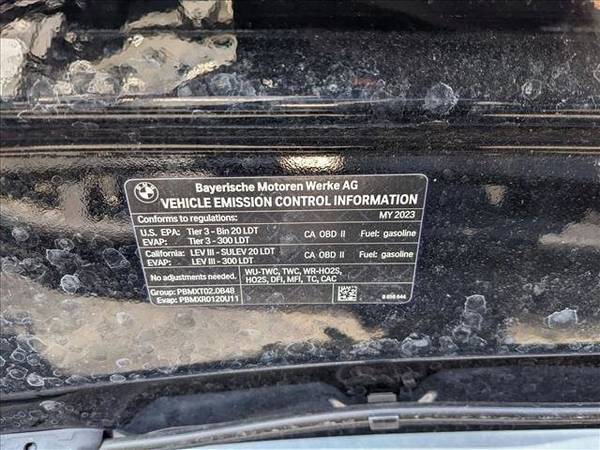 Bayerische Motoren Werke AG
VEHICLE EMISSION CONTROL INFORMATION
Conforms to regulations: MY 2023
U.S. EPA: Tier 3 - Bin 20 LDT CA OBD II Fuel: gasoline
EVAP: Tier 3 - 300 LDT
California: LEV III - SULEV 20 LDT CA OBD II Fuel: gasoline
EVAP: LEV III - 300 LDT
No adjustments needed. WU-TWC, TWC, WR-HO2S,
HO2S, DFI, MFI, TC, CAC
Group: PBMXT02.0B48
Evap: PBMXR0120U11